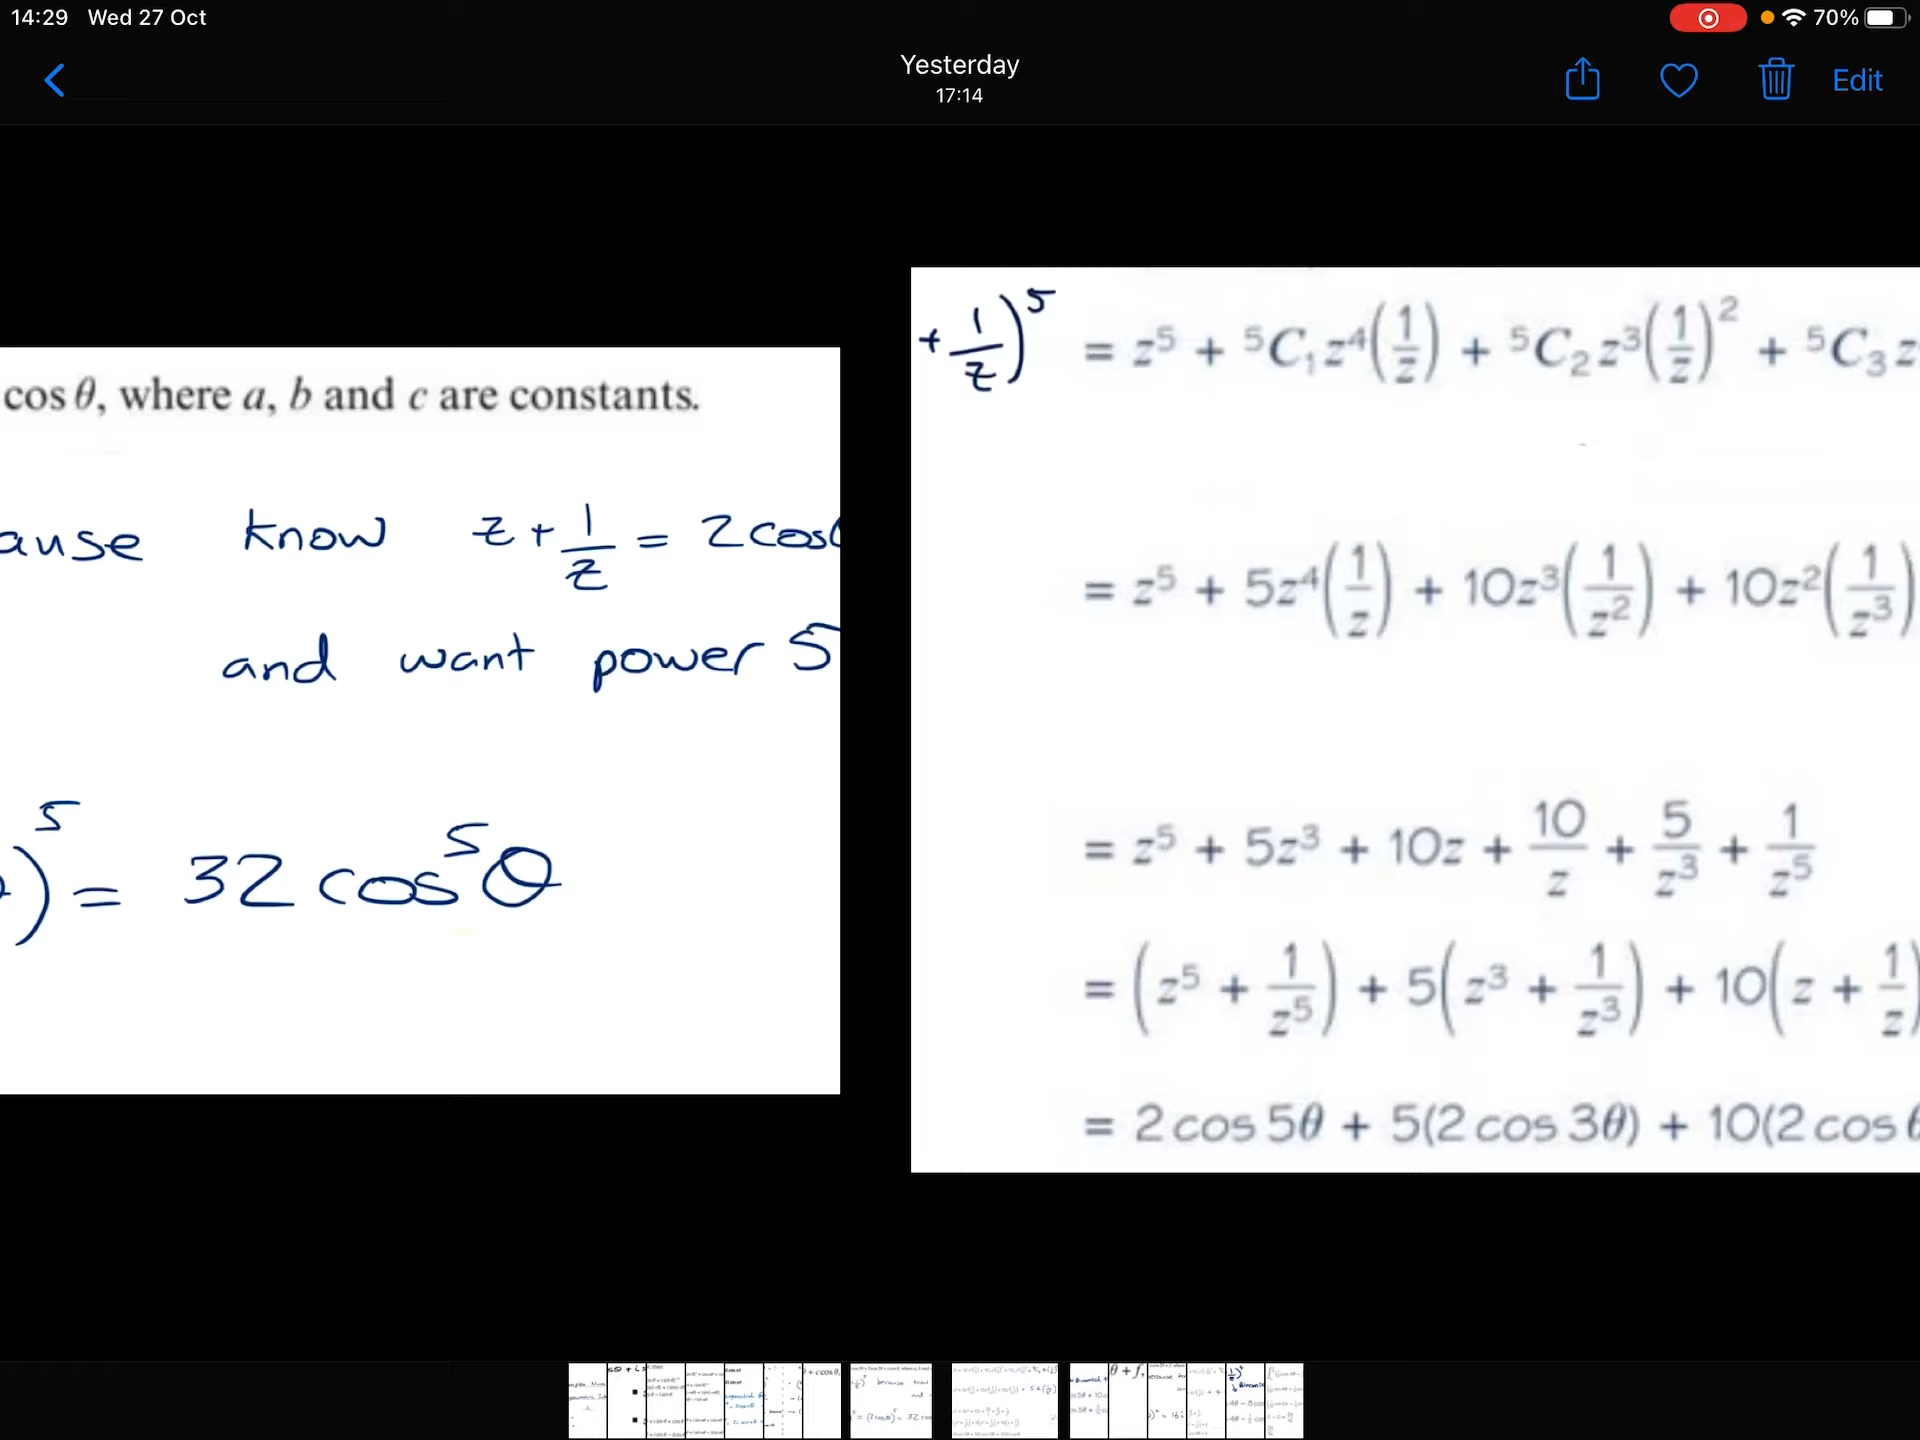 14:29 Wed 27 Oct
70%
Yesterday
17:14
Edit
cos θ, where a, b and c are constants.
ause know z + 1/z = 2cosθ
and want power 5
)⁵ = 32 cos⁵θ
+ 1/z)⁵ = z⁵ + ⁵C₁z⁴(1/z) + ⁵C₂z³(1/z)² + ⁵C₃z
= z⁵ + 5z⁴(1/z) + 10z³(1/z²) + 10z²(1/z³)
= z⁵ + 5z³ + 10z + 10/z + 5/z³ + 1/z⁵
= (z⁵ + 1/z⁵) + 5(z³ + 1/z³) + 10(z + 1/z)
= 2 cos 5θ + 5(2 cos 3θ) + 10(2 cos θ